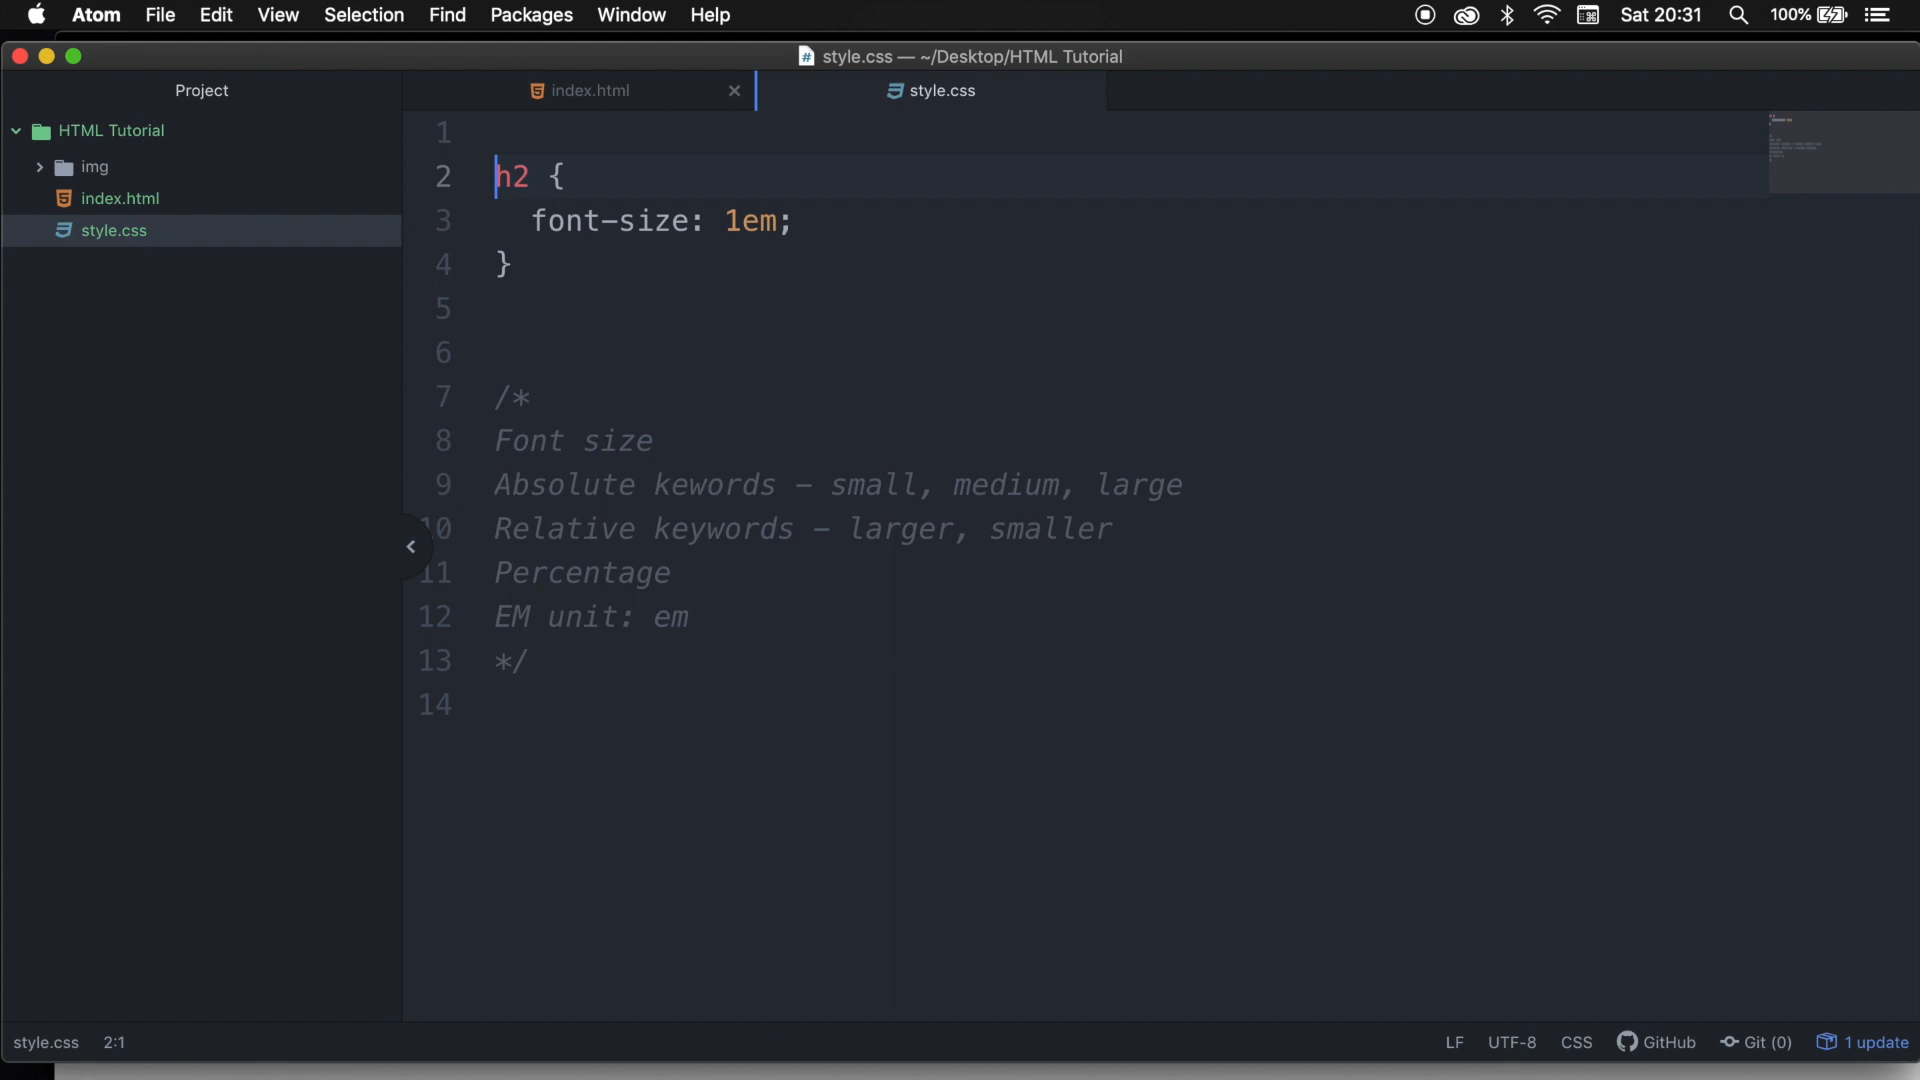 Atom File Edit View Selection Find Packages Window Help Sat 20:31 100%
style.css — ~/Desktop/HTML Tutorial
Project index.html style.css
HTML Tutorial
img
index.html
style.css
1
2 h2 {
3 font-size: 1em;
4 }
5
6
7 /*
8 Font size
9 Absolute kewords - small, medium, large
10 Relative keywords - larger, smaller
11 Percentage
12 EM unit: em
13 */
14
style.css 2:1 LF UTF-8 CSS GitHub Git (0) 1 update